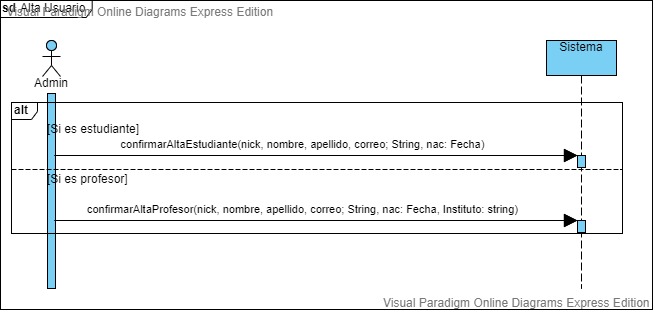 sd Alta Usuario
Visual Paradigm Online Diagrams Express Edition
Sistema
Admin
alt
[Si es estudiante]
confirmarAltaEstudiante(nick, nombre, apellido, correo; String, nac: Fecha)
[Si es profesor]
confirmarAltaProfesor(nick, nombre, apellido, correo; String, nac: Fecha, Instituto: string)
Visual Paradigm Online Diagrams Express Edition